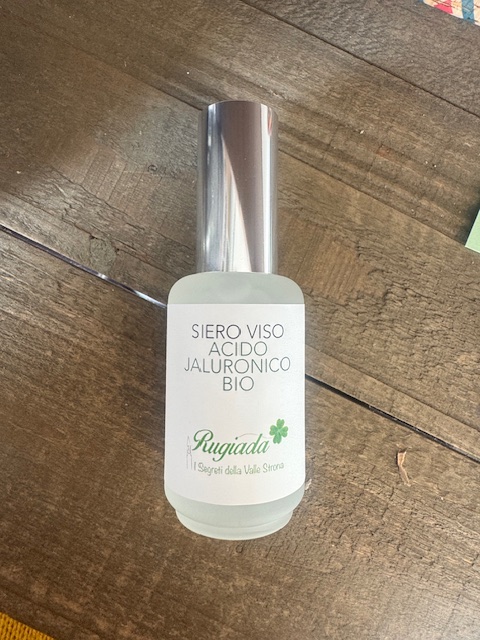 SIERO VISO
ACIDO
JALURONICO
BIO
Rugiada
I Segreti della Valle Strona